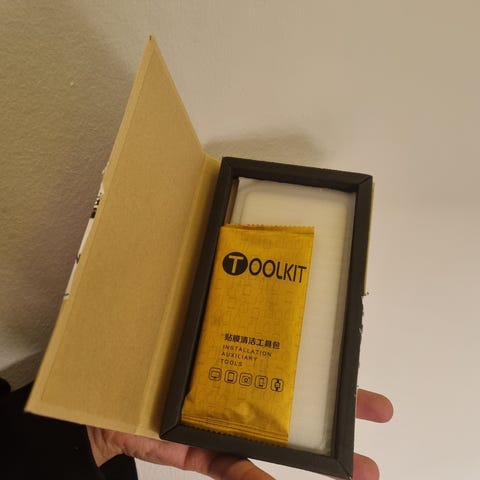 TOOLKIT
贴膜清洁工具包
INSTALLATION
AUXILIARY
TOOLS